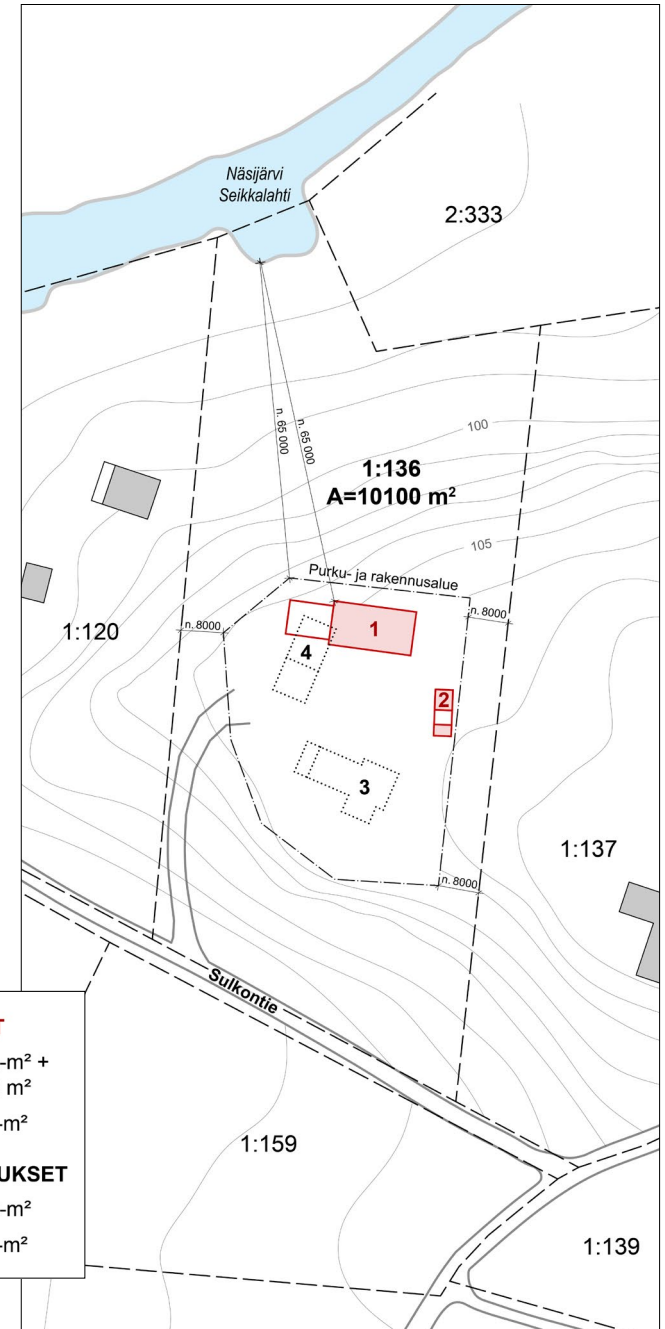 Näsijärvi
Seikkalahti
2:333
n. 65 000
n. 65 000
100
1:136
A=10100 m²
105
Purku- ja rakennusalue
n. 8000
n. 8000
1:120
1
4
2
3
1:137
n. 8000
Sulkontie
-m² +
m²
-m²
-m²
-m²
1:159
1:139